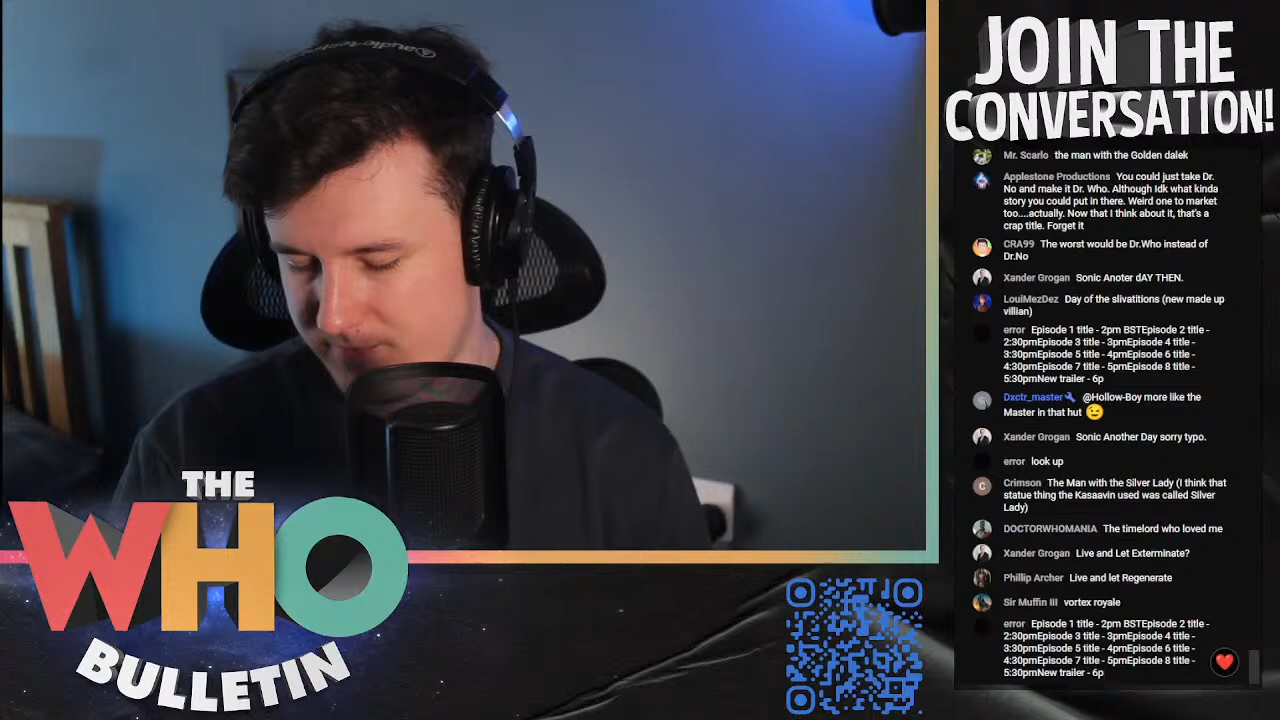 @audio-technica
JOIN THE
CONVERSATION!
Mr. Scarlo the man with the Golden dalek
Applestone Productions You could just take Dr.
No and make it Dr. Who. Although Idk what kinda
story you could put in there. Weird one to market
too....actually. Now that I think about it, that's a
crap title. Forget it
CRA99 The worst would be Dr.Who instead of
Dr.No
Xander Grogan Sonic Anoter dAY THEN.
LouiMezDez Day of the slivatitions (new made up
villian)
error Episode 1 title - 2pm BSTEpisode 2 title -
2:30pmEpisode 3 title - 3pmEpisode 4 title -
3:30pmEpisode 5 title - 4pmEpisode 6 title -
4:30pmEpisode 7 title - 5pmEpisode 8 title -
5:30pmNew trailer - 6p
Dxctr_master @Hollow-Boy more like the
Master in that hut 😉
Xander Grogan Sonic Another Day sorry typo.
error look up
C Crimson The Man with the Silver Lady (I think that
statue thing the Kasaavin used was called Silver
Lady)
DOCTORWHOMANIA The timelord who loved me
Xander Grogan Live and Let Exterminate?
Phillip Archer Live and let Regenerate
Sir Muffin III vortex royale
error Episode 1 title - 2pm BSTEpisode 2 title -
2:30pmEpisode 3 title - 3pmEpisode 4 title -
3:30pmEpisode 5 title - 4pmEpisode 6 title -
4:30pmEpisode 7 title - 5pmEpisode 8 title -
5:30pmNew trailer - 6p
THE
WHO
BULLETIN